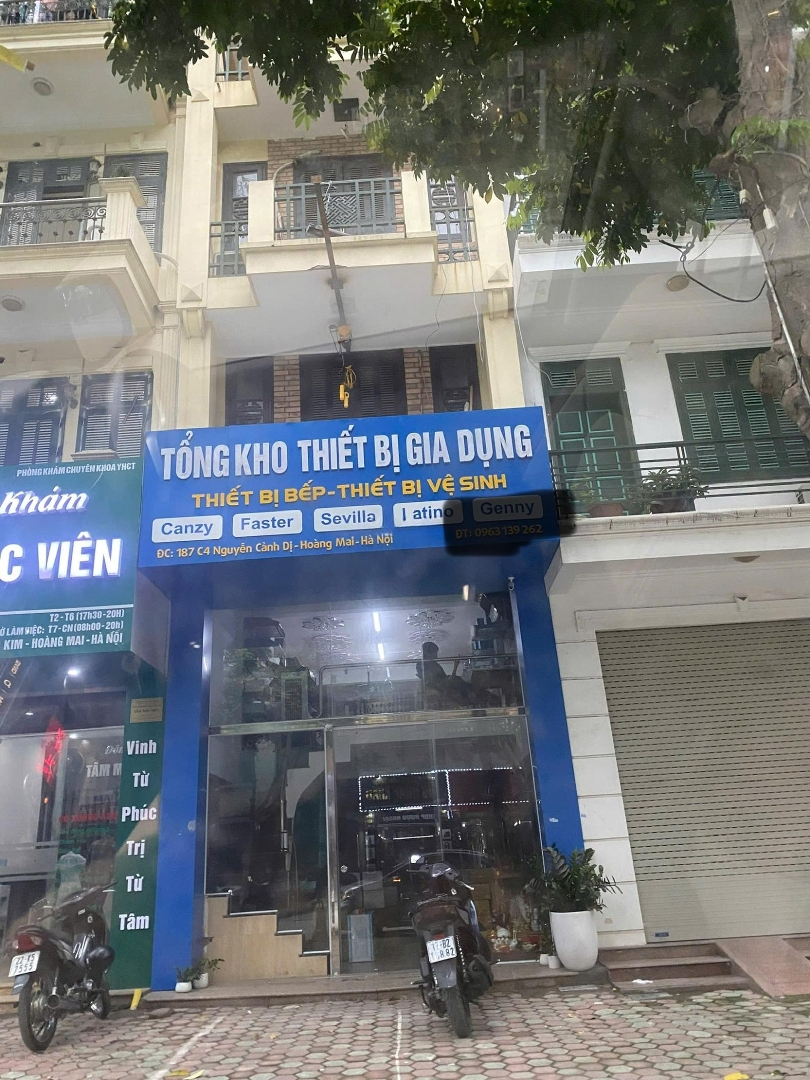 TỔNG KHO THIẾT BỊ GIA DỤNG
THIẾT BỊ BẾP-THIẾT BỊ VỆ SINH
Canzy Faster Sevilla Latino Genny
ĐC: 187 C4 Nguyễn Cảnh Dị-Hoàng Mai-Hà Nội
ĐT: 0963 139 262
PHÒNG KHÁM CHUYÊN KHOA YHCT
Khám
C VIÊN
T2-T6 (17h30-20H)
LÀM VIỆC: T7-CN(08h00-20h)
KIM-HOÀNG MAI-HÀ NỘI
TÂM
Vinh
Từ
Phúc
Trị
Từ
Tâm